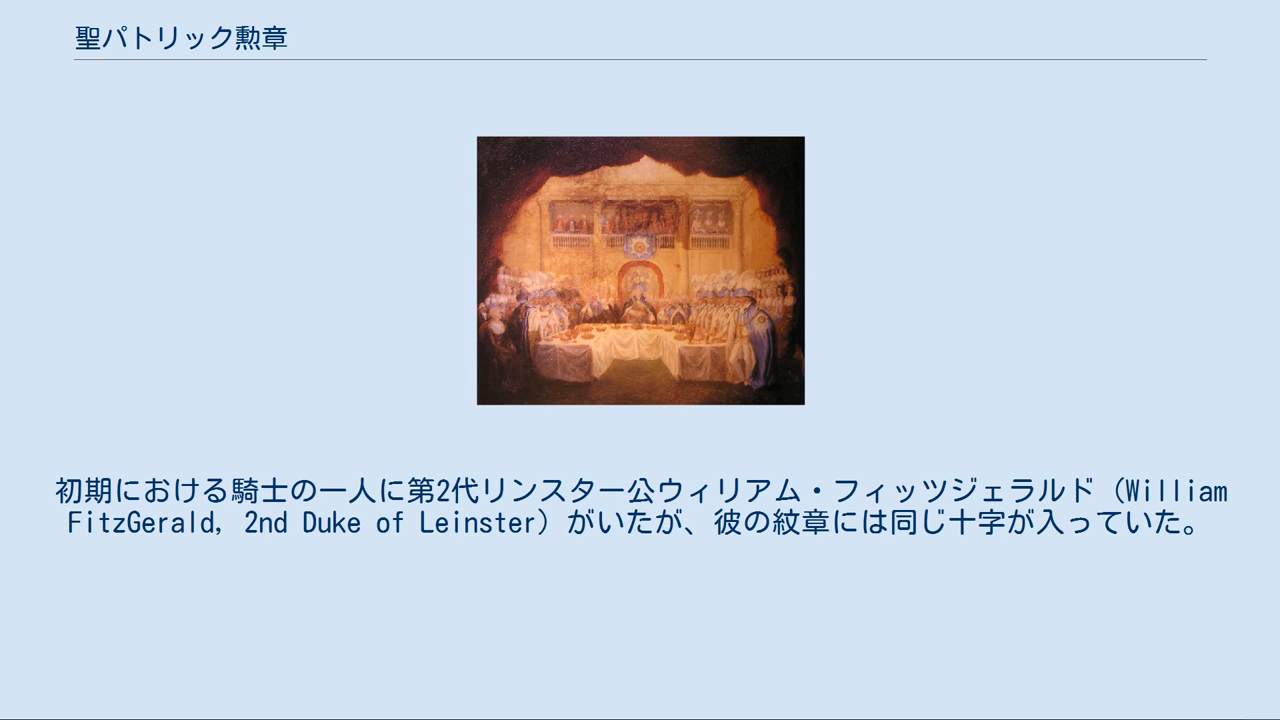 聖パトリック勲章
初期における騎士の一人に第2代リンスター公ウィリアム・フィッツジェラルド（William
FitzGerald, 2nd Duke of Leinster）がいたが、彼の紋章には同じ十字が入っていた。